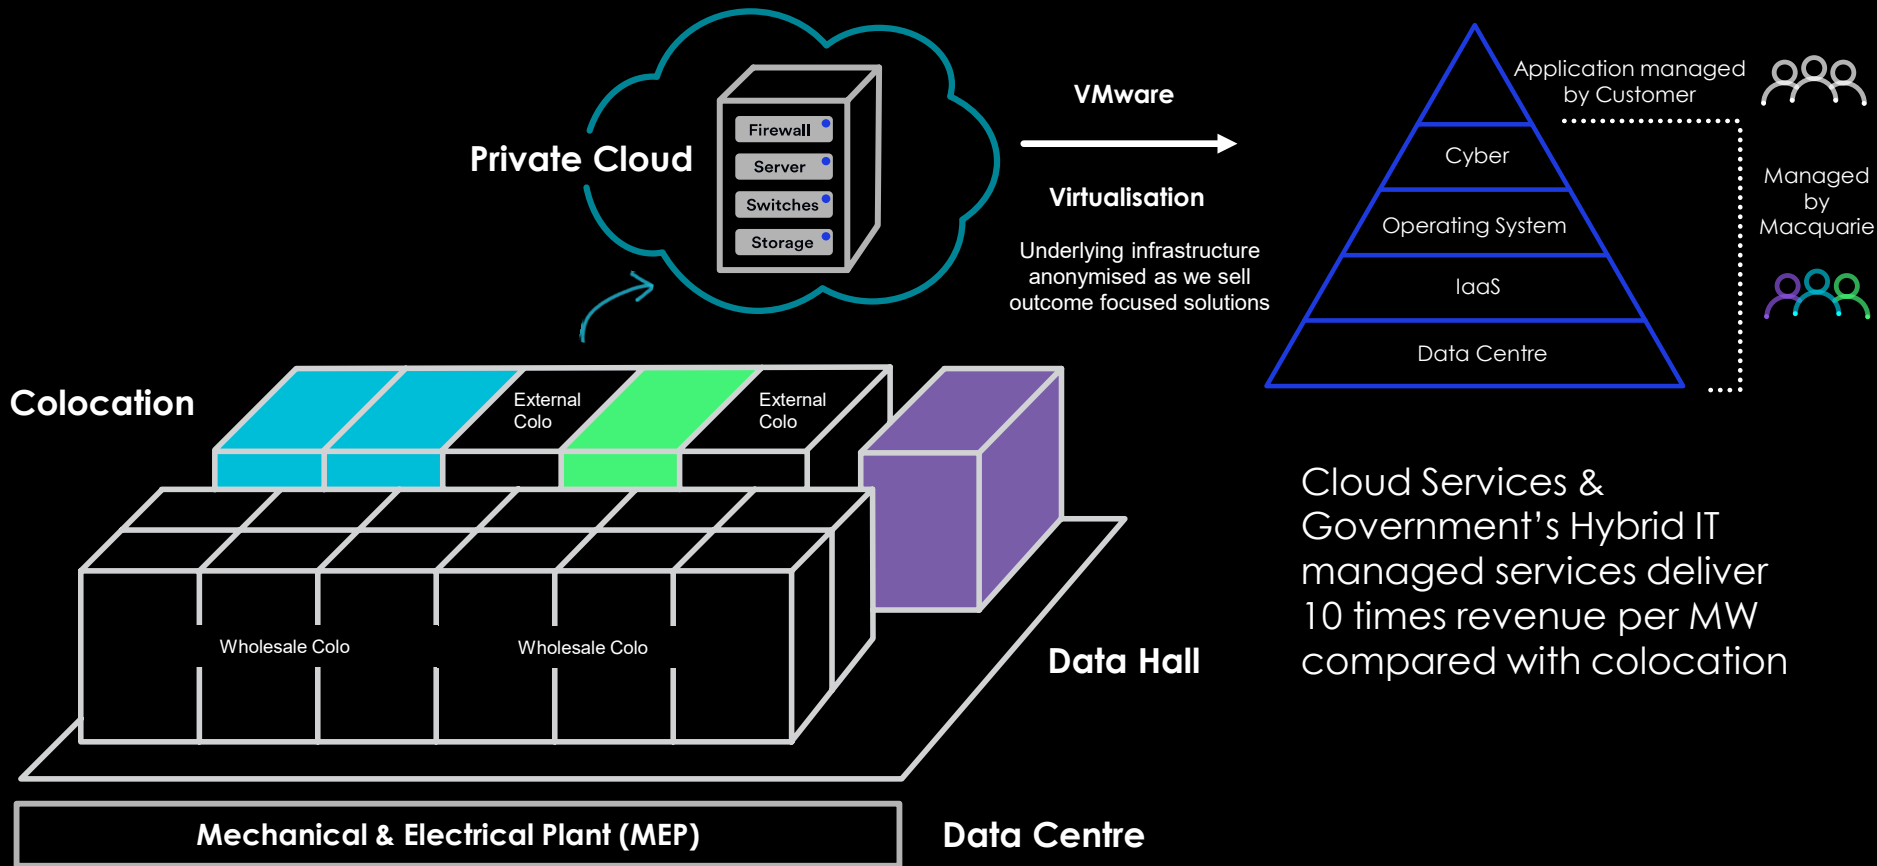 Private Cloud
Firewall
Server
Switches
Storage
VMware
Virtualisation
Underlying infrastructure
anonymised as we sell
outcome focused solutions
Application managed
by Customer
Cyber
Operating System
IaaS
Data Centre
Managed
by
Macquarie
Colocation
External
Colo
External
Colo
Wholesale Colo
Wholesale Colo
Data Hall
Mechanical & Electrical Plant (MEP)
Data Centre
Cloud Services &
Government’s Hybrid IT
managed services deliver
10 times revenue per MW
compared with colocation